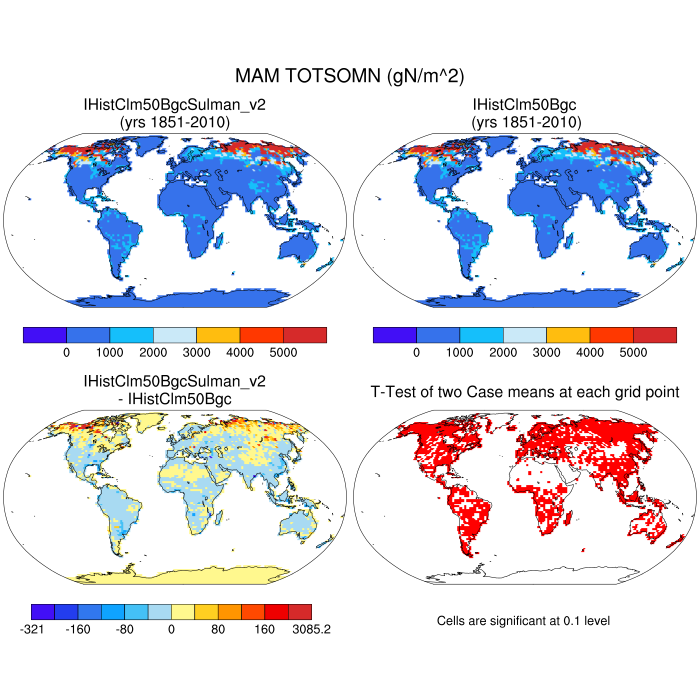 MAM TOTSOMN (gN/m^2)
IHistClm50BgcSulman_v2
(yrs 1851-2010)
IHistClm50Bgc
(yrs 1851-2010)
0 1000 2000 3000 4000 5000
0 1000 2000 3000 4000 5000
IHistClm50BgcSulman_v2
- IHistClm50Bgc
T-Test of two Case means at each grid point
-321 -160 -80 0 80 160 3085.2
Cells are significant at 0.1 level